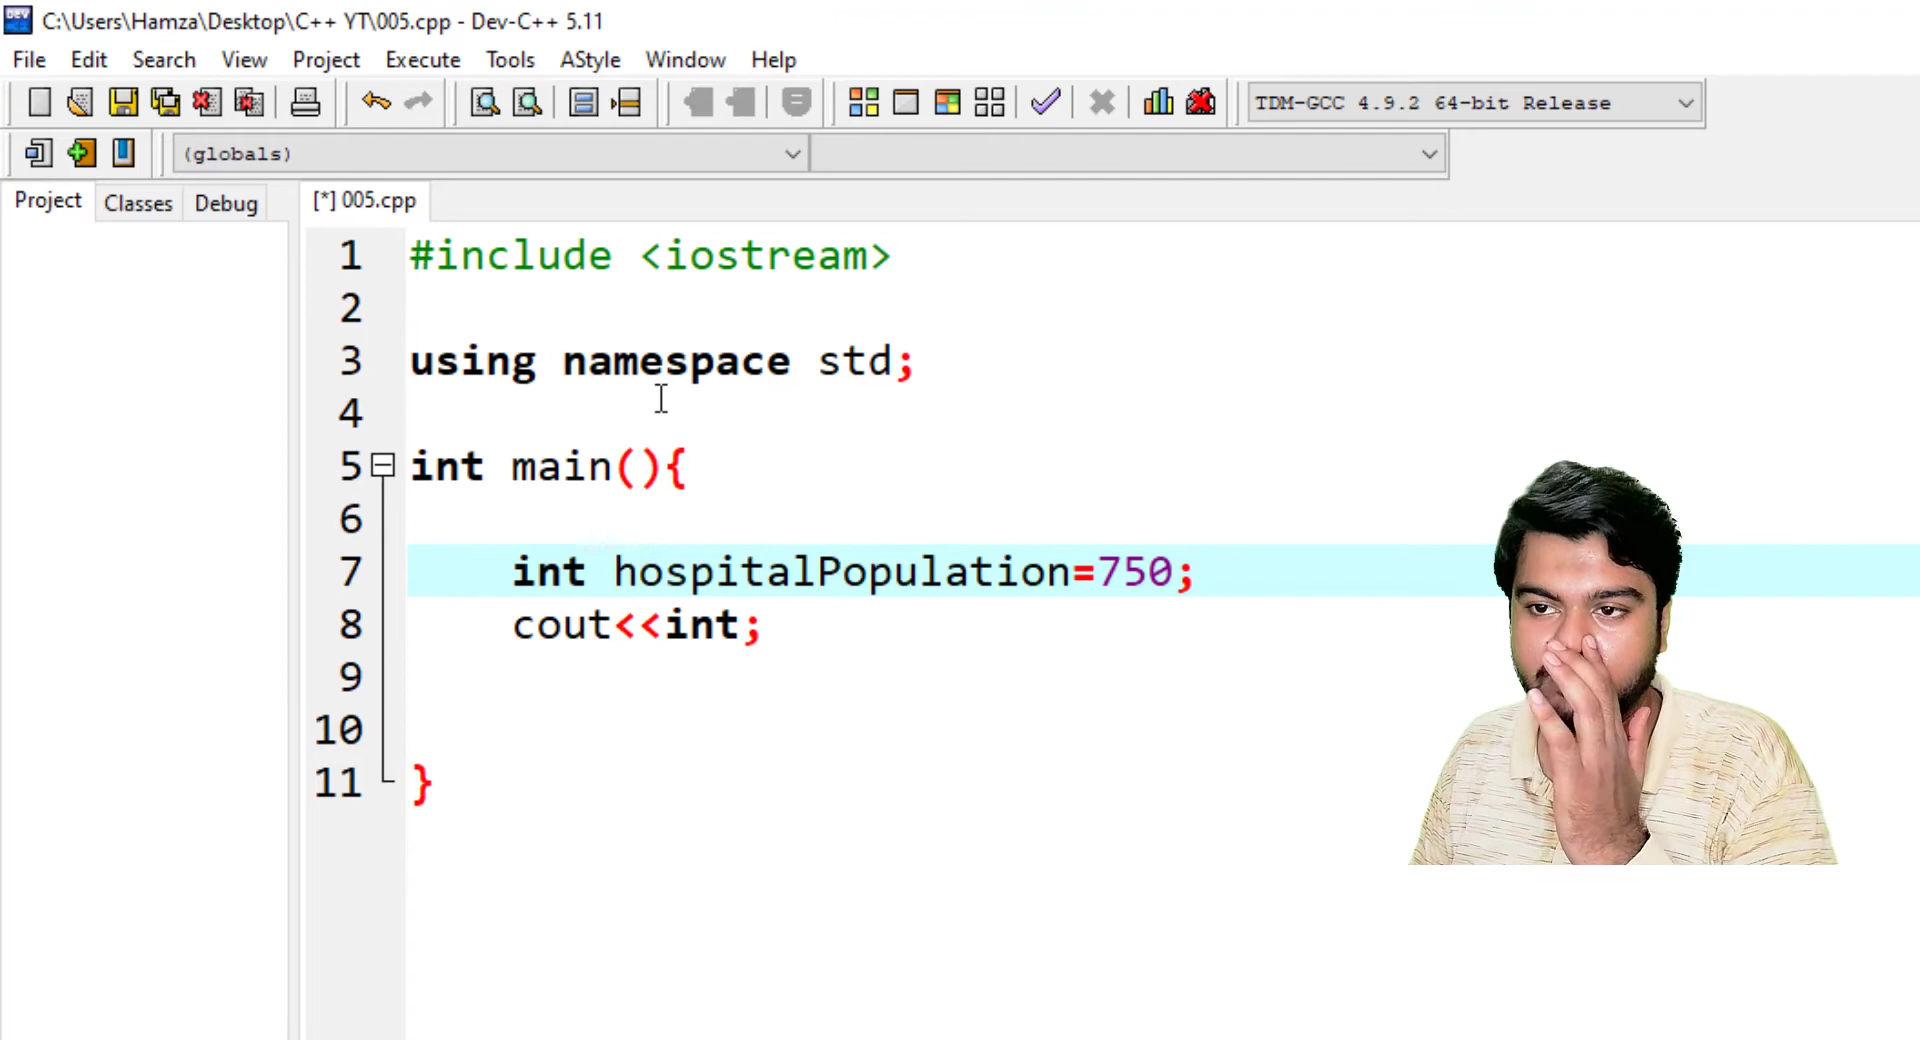 C:\Users\Hamza\Desktop\C++ YT\005.cpp - Dev-C++ 5.11
File Edit Search View Project Execute Tools AStyle Window Help
TDM-GCC 4.9.2 64-bit Release
(globals)
Project Classes Debug [*] 005.cpp
1 #include <iostream>
2
3 using namespace std;
4
5 int main(){
6
7 int hospitalPopulation=750;
8 cout<<int;
9
10
11 }